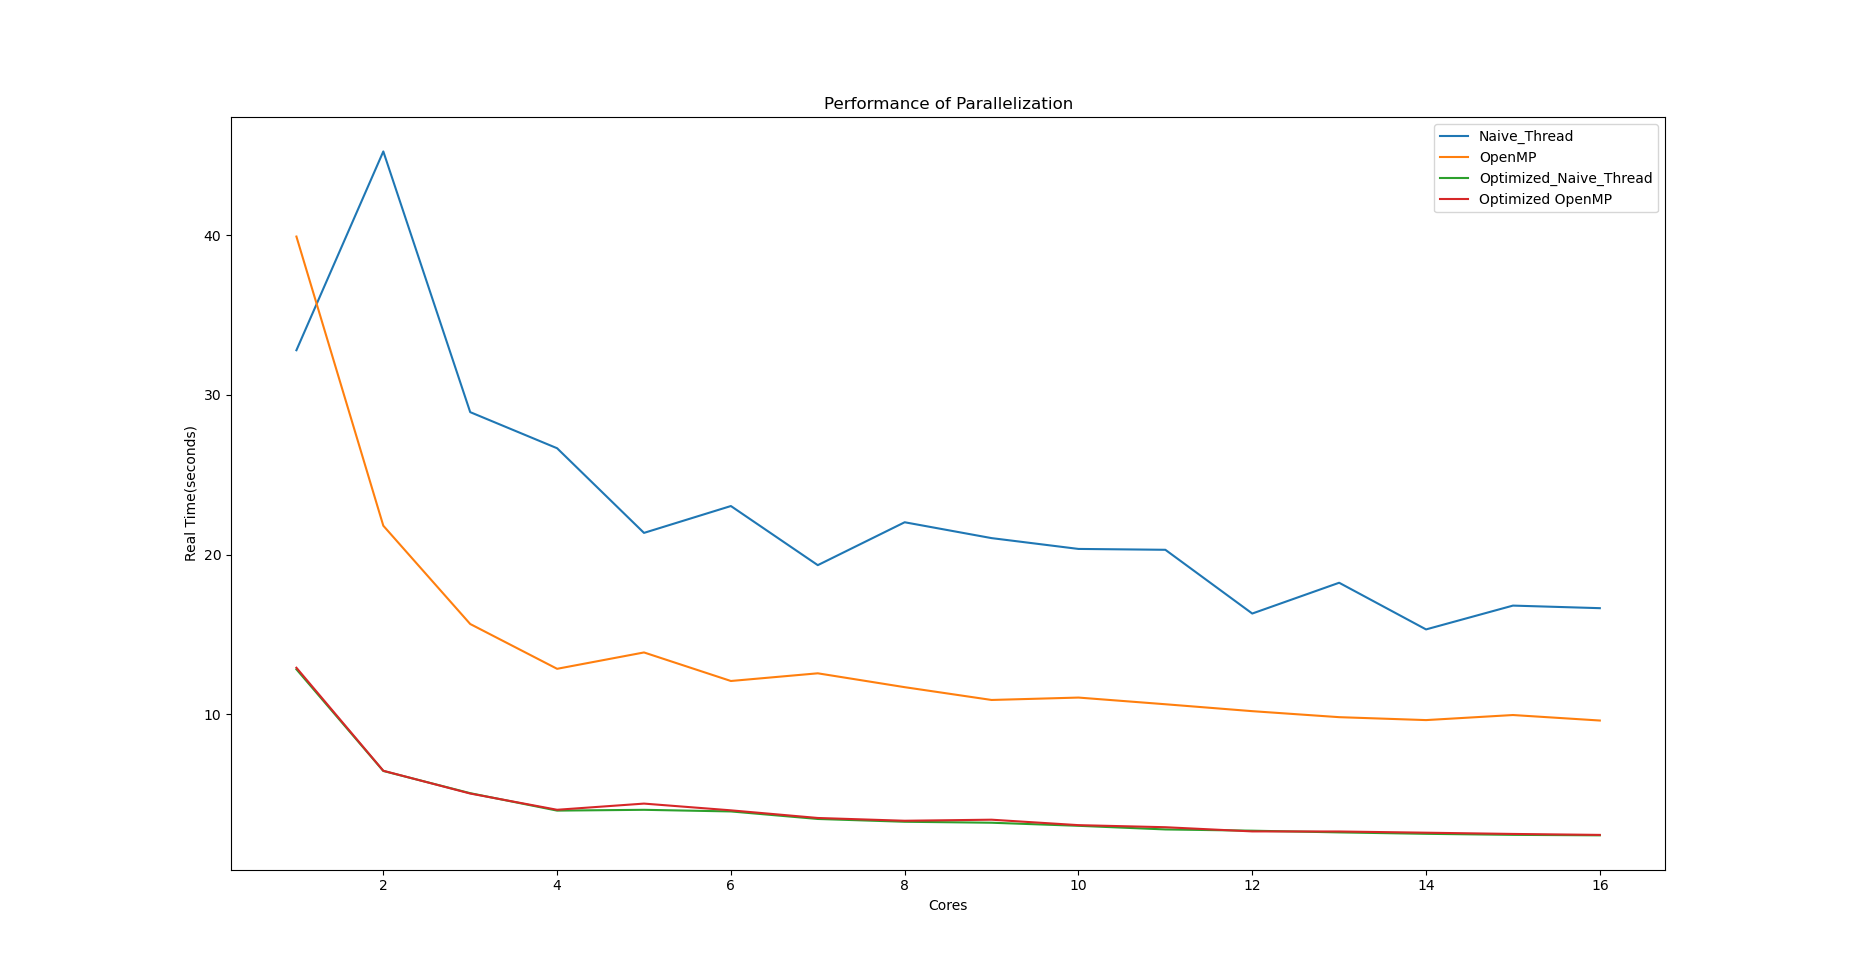 Performance of Parallelization
Naive_Thread
OpenMP
Optimized_Naive_Thread
Optimized OpenMP
Real Time(seconds)
40
30
20
10
2 4 6 8 10 12 14 16
Cores